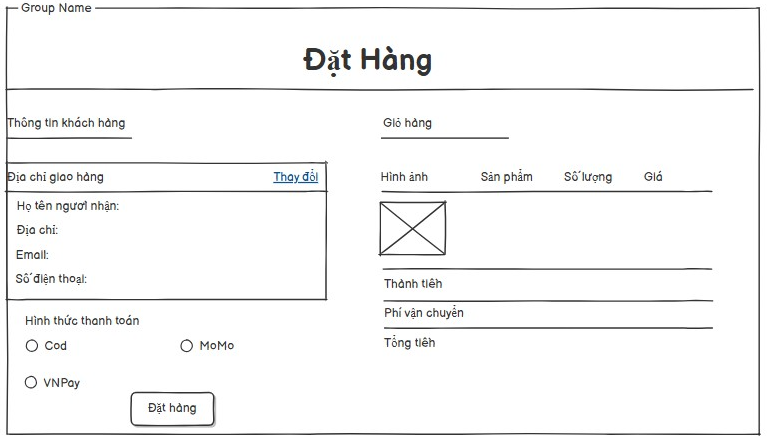 Group Name
Đặt Hàng
Thông tin khách hàng
Địa chỉ giao hàng Thay đổi
Họ tên người nhận:
Địa chỉ:
Email:
Số điện thoại:
Hình thức thanh toán
Cod MoMo
VNPay
Đặt hàng
Giỏ hàng
Hình ảnh Sản phẩm Số lượng Giá
Thành tiền
Phí vận chuyển
Tổng tiền